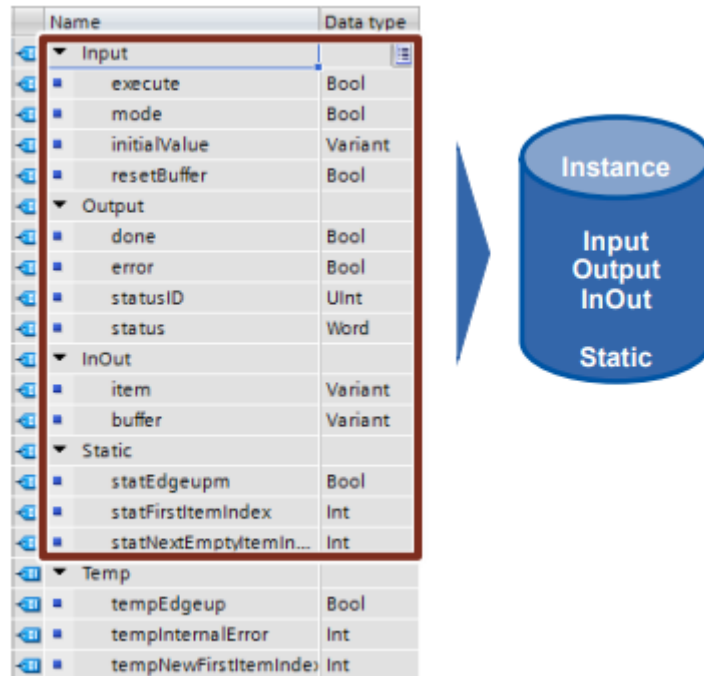 Name Data type
Input
execute Bool
mode Bool
initialValue Variant
resetBuffer Bool
Output
done Bool
error Bool
statusID UInt
status Word
InOut
item Variant
buffer Variant
Static
statEdgeupm Bool
statFirstItemIndex Int
statNextEmptyItemIn... Int
Temp
tempEdgeup Bool
tempInternalError Int
tempNewFirstItemIndex Int
Instance
Input
Output
InOut
Static